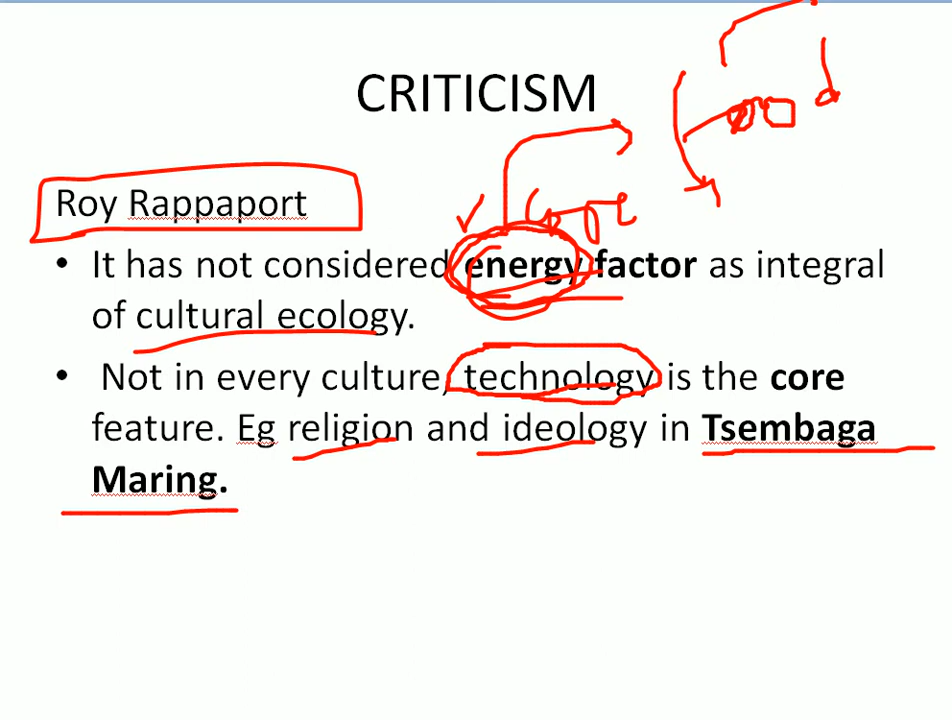 CRITICISM
Roy Rappaport
• It has not considered energy factor as integral
of cultural ecology.
• Not in every culture, technology is the core
feature. Eg religion and ideology in Tsembaga
Maring.